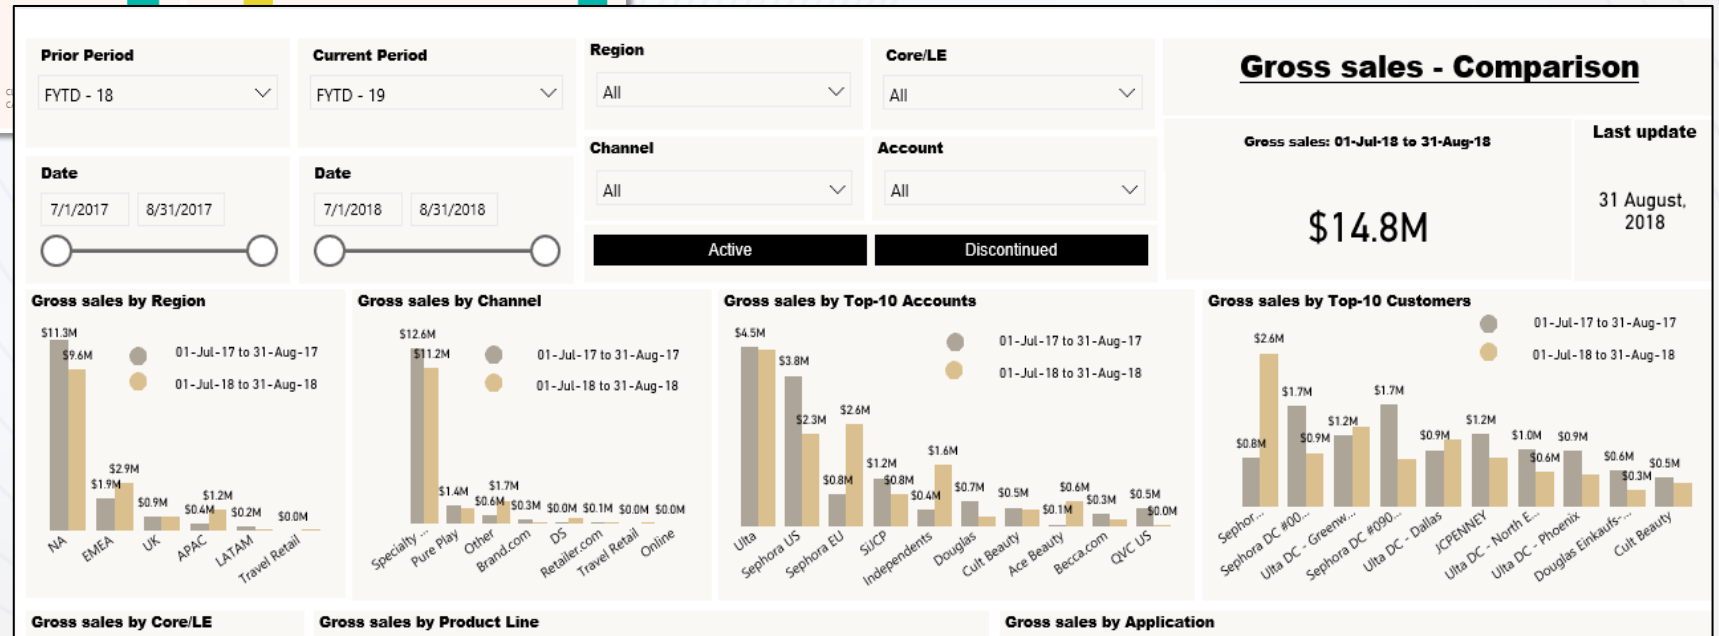 Prior Period
FYTD - 18
Current Period
FYTD - 19
Region
All
Core/LE
All
Gross sales - Comparison
Date
7/1/2017 8/31/2017
Date
7/1/2018 8/31/2018
Channel
All
Account
All
Active
Discontinued
Gross sales: 01-Jul-18 to 31-Aug-18
$14.8M
Last update
31 August,
2018
Gross sales by Region
01-Jul-17 to 31-Aug-17
01-Jul-18 to 31-Aug-18
$11.3M
$9.6M
$1.9M
$2.9M
$0.9M
$0.4M
$1.2M
$0.2M
$0.0M
NA
EMEA
UK
APAC
LATAM
Travel Retail
Gross sales by Channel
01-Jul-17 to 31-Aug-17
01-Jul-18 to 31-Aug-18
$12.6M
$11.2M
$1.4M
$0.6M
$1.7M
$0.3M
$0.0M
$0.1M
$0.0M
$0.0M
Specialty ...
Pure Play
Other
Brand.com
DS
Retailer.com
Travel Retail
Online
Gross sales by Top-10 Accounts
01-Jul-17 to 31-Aug-17
01-Jul-18 to 31-Aug-18
$4.5M
$3.8M
$2.3M
$0.8M
$2.6M
$1.2M
$0.8M
$0.4M
$1.6M
$0.7M
$0.5M
$0.1M
$0.6M
$0.3M
$0.5M
$0.0M
Ulta
Sephora US
Sephora EU
SiJCP
Independents
Douglas
Cult Beauty
Ace Beauty
Becca.com
QVC US
Gross sales by Top-10 Customers
01-Jul-17 to 31-Aug-17
01-Jul-18 to 31-Aug-18
$0.8M
$2.6M
$1.7M
$0.9M
$1.2M
$1.7M
$0.9M
$1.2M
$1.0M
$0.6M
$0.9M
$0.6M
$0.3M
$0.5M
Sephor...
Sephora DC #00...
Ulta DC - Greenw...
Sephora DC #090...
Ulta DC - Dallas
JCPENNEY
Ulta DC - North E...
Ulta DC - Phoenix
Douglas Einkaufs-...
Cult Beauty
Gross sales by Core/LE
Gross sales by Product Line
Gross sales by Application